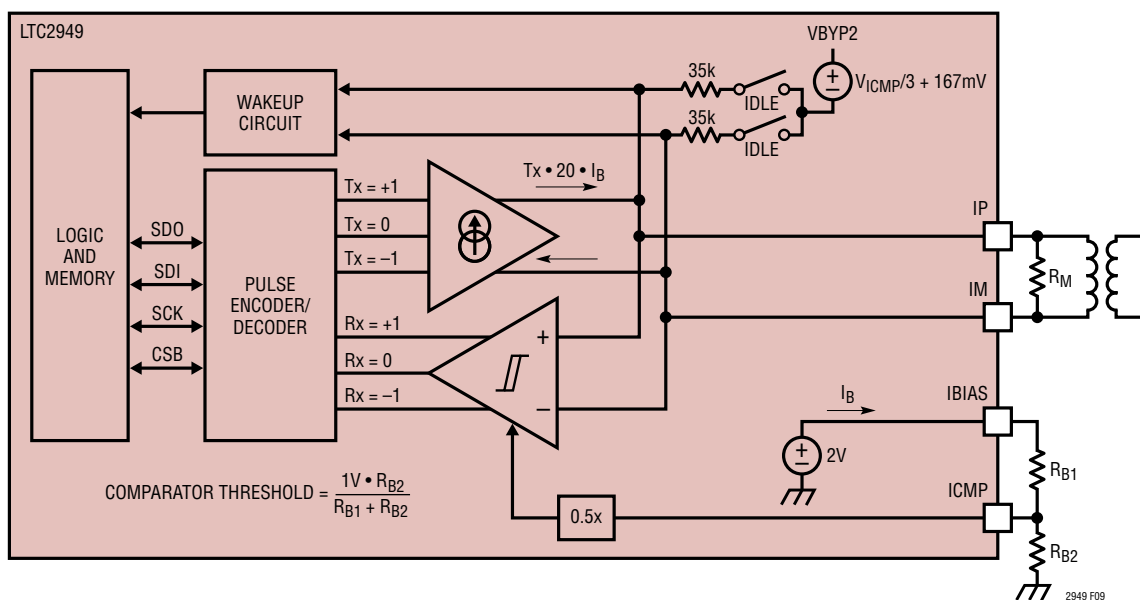 LTC2949
VBYP2
35k
IDLE
35k
IDLE
VICMP/3 + 167mV
WAKEUP
CIRCUIT
LOGIC
AND
MEMORY
SDO
SDI
SCK
CSB
PULSE
ENCODER/
DECODER
Tx = +1
Tx = 0
Tx = –1
Tx • 20 • IB
Rx = +1
Rx = 0
Rx = –1
+
–
IP
IM
RM
IBIAS
IB
+
–
2V
ICMP
RB1
RB2
0.5x
COMPARATOR THRESHOLD = 1V • RB2
RB1 + RB2
+
–
2949 F09